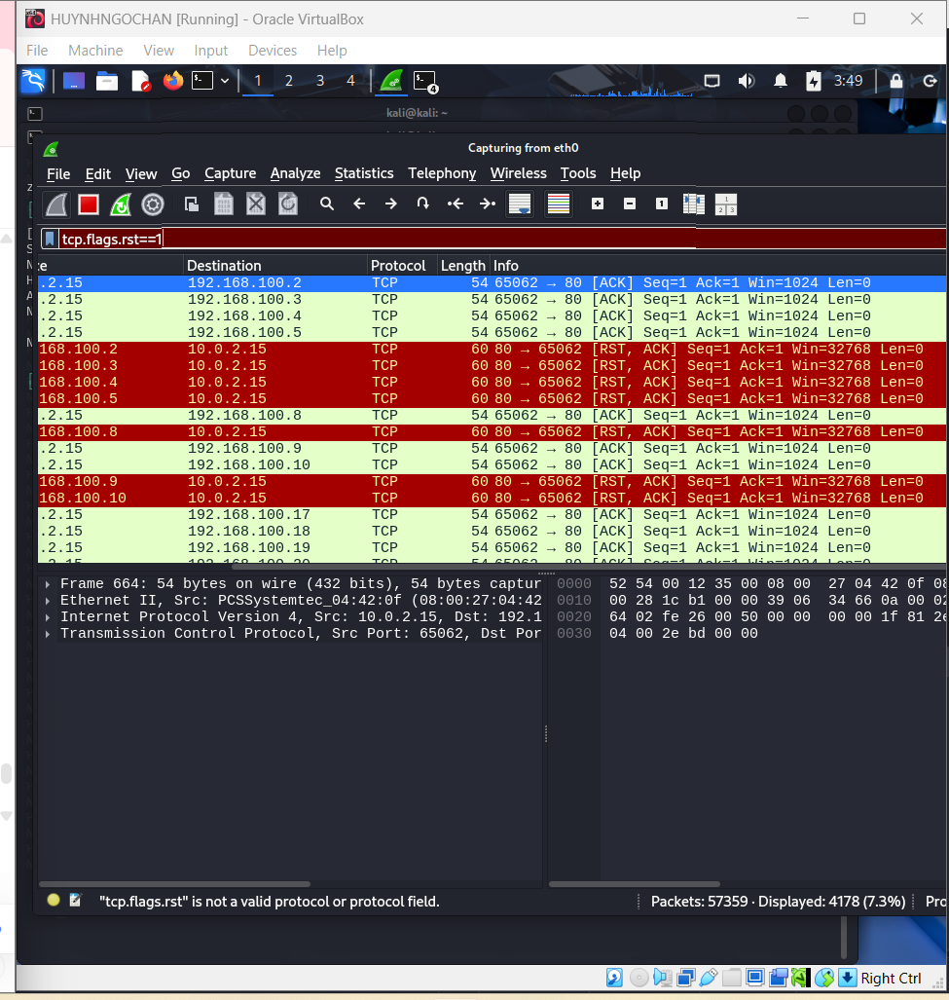 HUYNHNGOCHAN [Running] - Oracle VirtualBox
File Machine View Input Devices Help
1 2 3 4 4 3:49
kali@kali: ~
Capturing from eth0
File Edit View Go Capture Analyze Statistics Telephony Wireless Tools Help
tcp.flags.rst==1
:e Destination Protocol Length Info
.2.15 192.168.100.2 TCP 54 65062 → 80 [ACK] Seq=1 Ack=1 Win=1024 Len=0
.2.15 192.168.100.3 TCP 54 65062 → 80 [ACK] Seq=1 Ack=1 Win=1024 Len=0
.2.15 192.168.100.4 TCP 54 65062 → 80 [ACK] Seq=1 Ack=1 Win=1024 Len=0
.2.15 192.168.100.5 TCP 54 65062 → 80 [ACK] Seq=1 Ack=1 Win=1024 Len=0
168.100.2 10.0.2.15 TCP 60 80 → 65062 [RST, ACK] Seq=1 Ack=1 Win=32768 Len=0
168.100.3 10.0.2.15 TCP 60 80 → 65062 [RST, ACK] Seq=1 Ack=1 Win=32768 Len=0
168.100.4 10.0.2.15 TCP 60 80 → 65062 [RST, ACK] Seq=1 Ack=1 Win=32768 Len=0
168.100.5 10.0.2.15 TCP 60 80 → 65062 [RST, ACK] Seq=1 Ack=1 Win=32768 Len=0
.2.15 192.168.100.8 TCP 54 65062 → 80 [ACK] Seq=1 Ack=1 Win=1024 Len=0
168.100.8 10.0.2.15 TCP 60 80 → 65062 [RST, ACK] Seq=1 Ack=1 Win=32768 Len=0
.2.15 192.168.100.9 TCP 54 65062 → 80 [ACK] Seq=1 Ack=1 Win=1024 Len=0
.2.15 192.168.100.10 TCP 54 65062 → 80 [ACK] Seq=1 Ack=1 Win=1024 Len=0
168.100.9 10.0.2.15 TCP 60 80 → 65062 [RST, ACK] Seq=1 Ack=1 Win=32768 Len=0
168.100.10 10.0.2.15 TCP 60 80 → 65062 [RST, ACK] Seq=1 Ack=1 Win=32768 Len=0
.2.15 192.168.100.17 TCP 54 65062 → 80 [ACK] Seq=1 Ack=1 Win=1024 Len=0
.2.15 192.168.100.18 TCP 54 65062 → 80 [ACK] Seq=1 Ack=1 Win=1024 Len=0
.2.15 192.168.100.19 TCP 54 65062 → 80 [ACK] Seq=1 Ack=1 Win=1024 Len=0
Frame 664: 54 bytes on wire (432 bits), 54 bytes captur
Ethernet II, Src: PCSSystemtec_04:42:0f (08:00:27:04:42
Internet Protocol Version 4, Src: 10.0.2.15, Dst: 192.1
Transmission Control Protocol, Src Port: 65062, Dst Por
0000 52 54 00 12 35 00 08 00 27 04 42 0f 08
0010 00 28 1c b1 00 00 39 06 34 66 0a 00 02
0020 64 02 fe 26 00 50 00 00 00 00 1f 81 2e
0030 04 00 2e bd 00 00
"tcp.flags.rst" is not a valid protocol or protocol field.
Packets: 57359 · Displayed: 4178 (7.3%) Pro
Right Ctrl